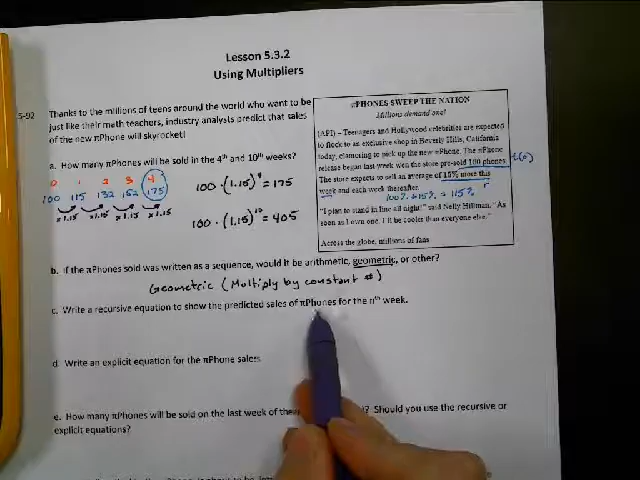 Lesson 5.3.2
Using Multipliers
5-92
Thanks to the millions of teens around the world who want to be
just like their math teachers, industry analysts predict that sales
of the new πPhone will skyrocket!
a. How many πPhones will be sold in the 4th and 10th weeks?
0 1 2 3 4
100 115 132 152 175
x1.15 x1.15 x1.15 x1.15
100 · (1.15)^4 = 175
100 · (1.15)^10 = 405
πPHONES SWEEP THE NATION
Millions demand one!
(API) – Teenagers and Hollywood celebrities are expected
to flock to an exclusive shop in Beverly Hills, California
today, clamoring to pick up the new πPhone. The πPhone
release began last week when the store pre-sold 100 phones.
t(0)
The store expects to sell an average of 15% more this
week and each week thereafter.
100% + 15% = 115%
"I plan to stand in line all night!" said Nelly Hillman. "As
soon as I own one, I'll be cooler than everyone else."
Across the globe, millions of fans
b. If the πPhones sold was written as a sequence, would it be arithmetic, geometric, or other?
Geometric (Multiply by constant #)
c. Write a recursive equation to show the predicted sales of πPhones for the nth week.
d. Write an explicit equation for the πPhone sales
e. How many πPhones will be sold on the last week of the
? Should you use the recursive or
explicit equations?